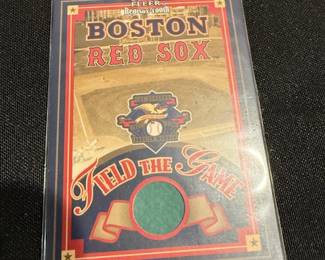 FLEER
BOSTON
RED SOX
FIELD THE GAME